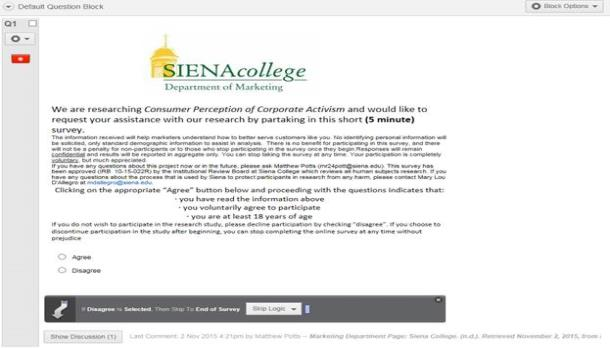 Default Question Block
Block Options
Q1
SIENAcollege
Department of Marketing
We are researching Consumer Perception of Corporate Activism and would like to
request your assistance with our research by partaking in this short (5 minute)
survey.
The information received will help marketers understand how to better serve customers like you. No identifying personal information will
be solicited, only standard demographic information to assist in analysis. There is no benefit for participating in this survey, and there
will not be a penalty for non-participants or to those who stop participating in the survey once they begin.Responses will remain
confidential and results will be reported in aggregate only. You can stop taking the survey at any time. Your participation is completely
voluntary, but much appreciated.
If you have any questions about this project now or in the future, please ask Matthew Potts (mr24pott@siena.edu). This survey has
been approved (IRB: 10-15-022R) by the Institutional Review Board at Siena College which reviews all human subjects research. If you
have any questions about the process that is used by Siena to protect participants in research from any harm, please contact Mary Lou
D'Allegro at mdallegro@siena.edu.
Clicking on the appropriate "Agree" button below and proceeding with the questions indicates that:
· you have read the information above
· you voluntarily agree to participate
· you are at least 18 years of age
If you do not wish to participate in the research study, please decline participation by checking "disagree". If you choose to
discontinue participation in the study after beginning, you can stop completing the online survey at any time without
prejudice
Agree
Disagree
If Disagree is Selected, Then Skip To End of Survey
Skip Logic
Show Discussion (1)
Last Comment: 2 Nov 2015 4:21pm by Matthew Potts – Marketing Department Page: Siena College. (n.d.). Retrieved November 2, 2015, from